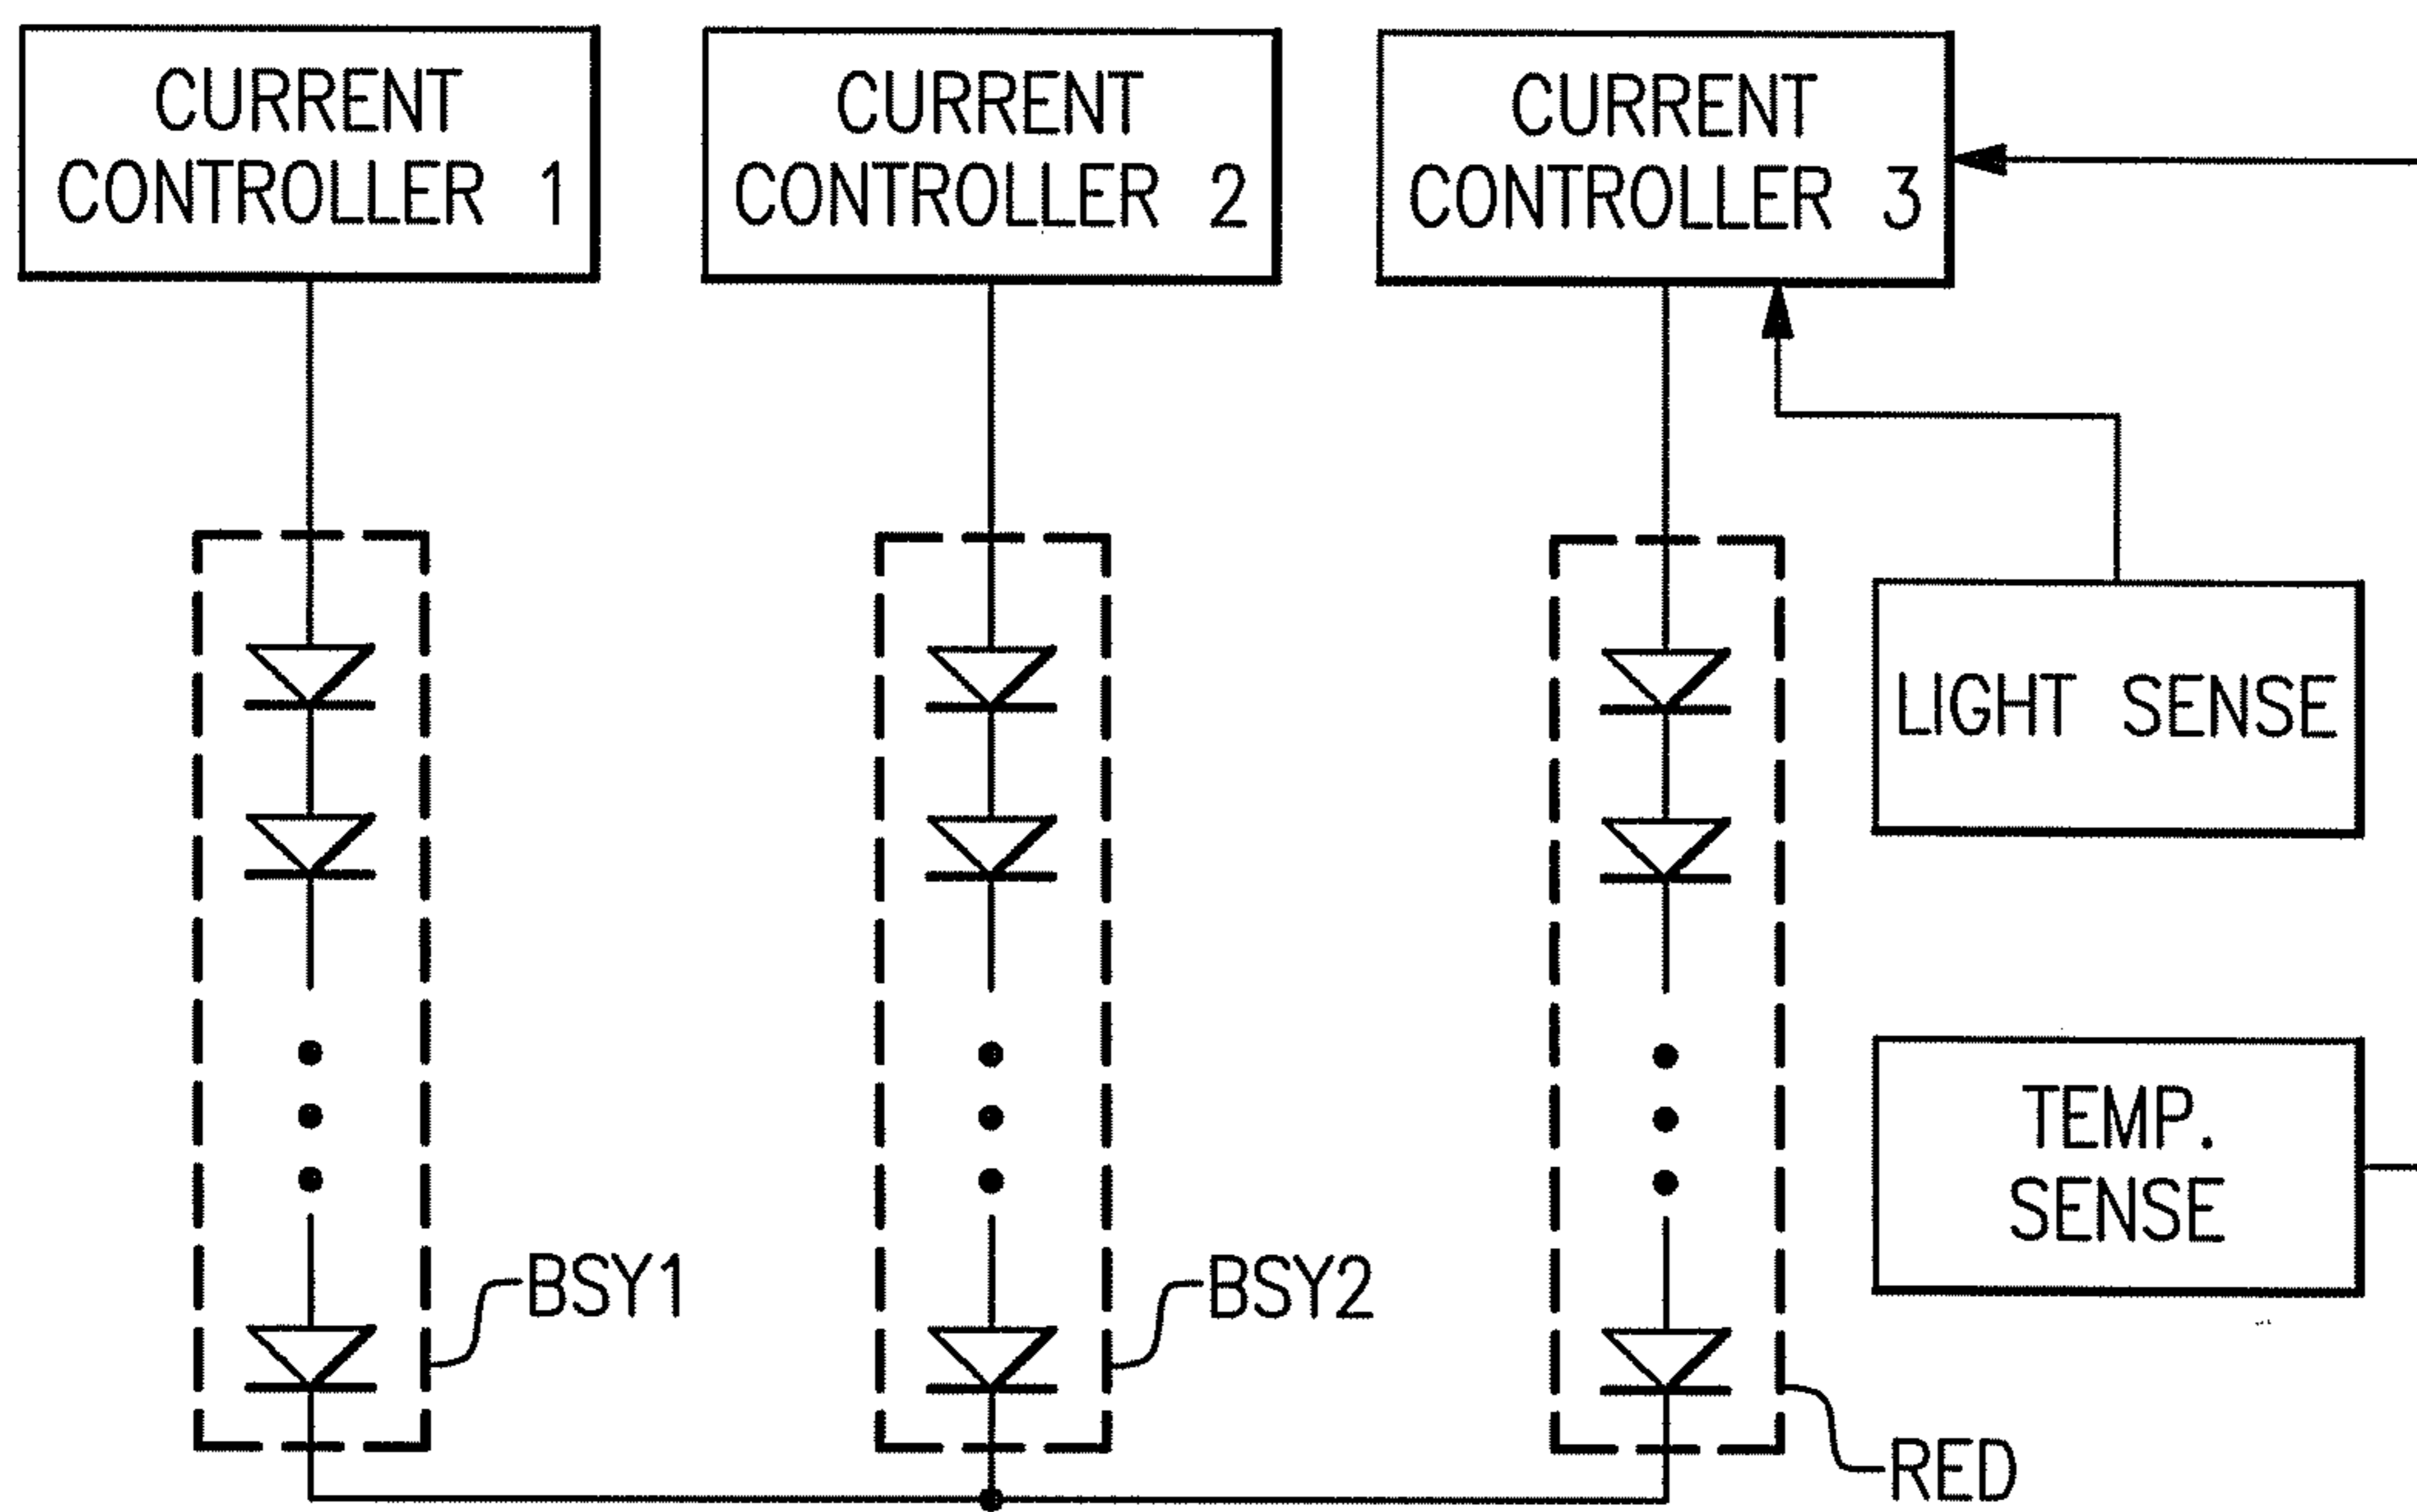 CURRENT
CONTROLLER 1
CURRENT
CONTROLLER 2
CURRENT
CONTROLLER 3
LIGHT SENSE
TEMP.
SENSE
BSY1
BSY2
RED